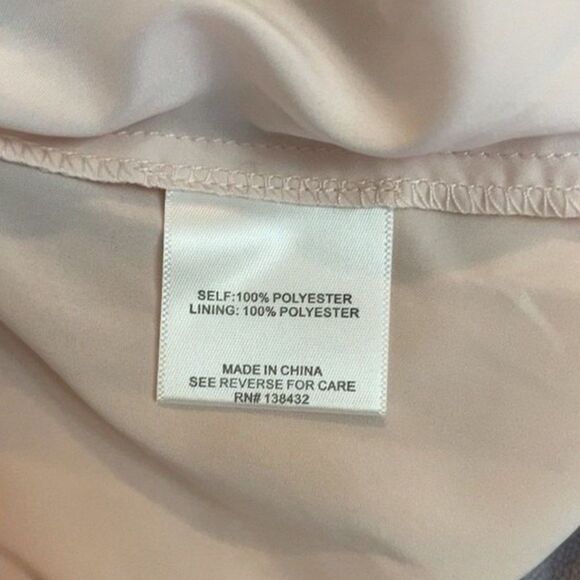 SELF:100% POLYESTER
LINING: 100% POLYESTER
MADE IN CHINA
SEE REVERSE FOR CARE
RN# 138432